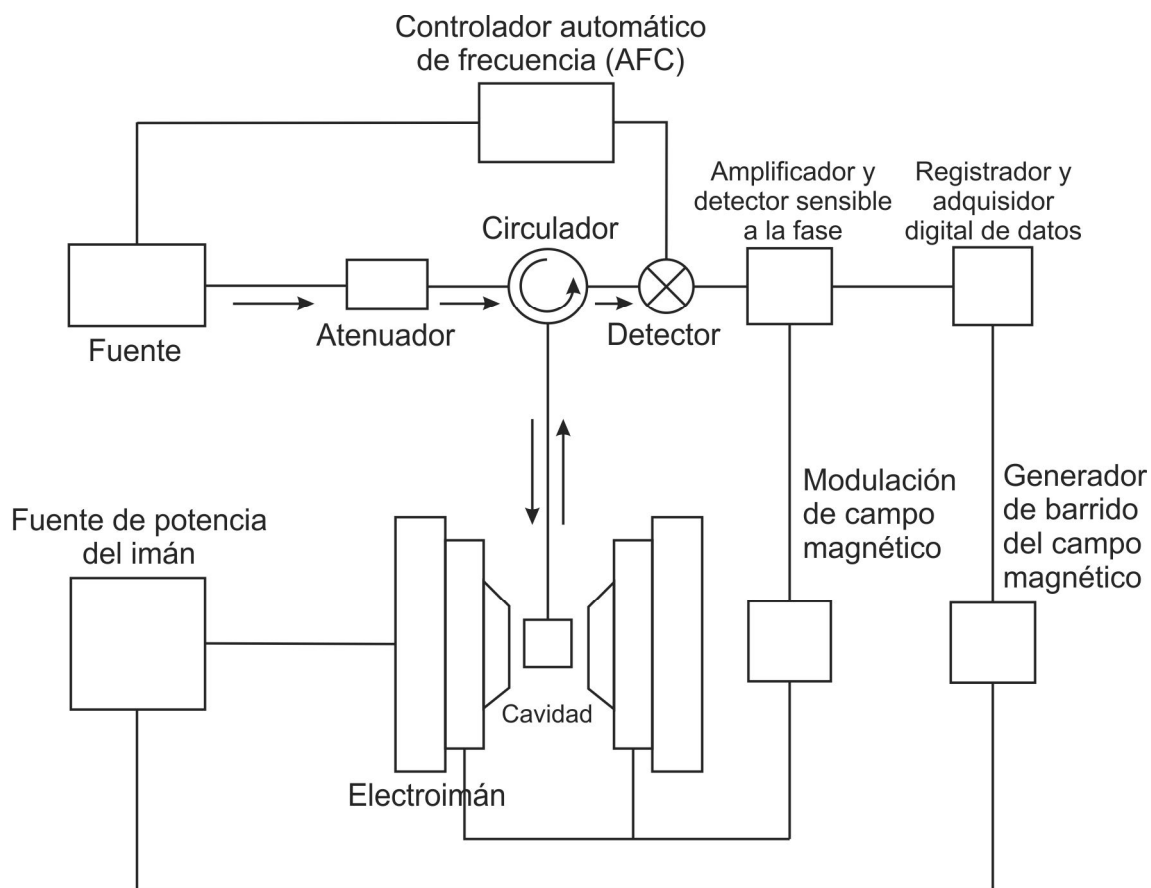 Controlador automático
de frecuencia (AFC)
Amplificador y
detector sensible
a la fase
Registrador y
adquisidor
digital de datos
Circulador
Fuente
Atenuador
Detector
Modulación
de campo
magnético
Generador
de barrido
del campo
magnético
Fuente de potencia
del imán
Cavidad
Electroimán